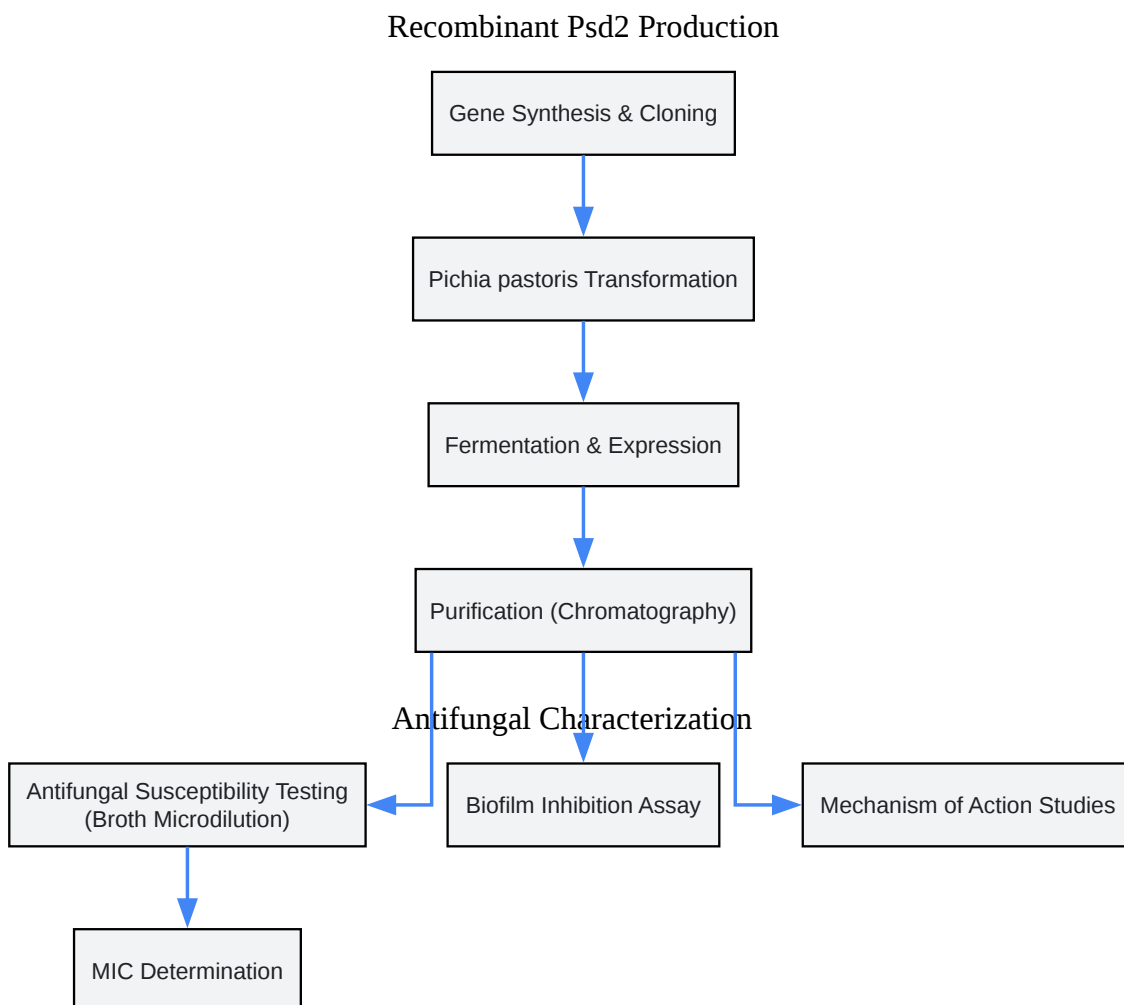 Recombinant Psd2 Production
Gene Synthesis & Cloning
Pichia pastoris Transformation
Fermentation & Expression
Purification (Chromatography)
Antifungal Characterization
Antifungal Susceptibility Testing
(Broth Microdilution)
Biofilm Inhibition Assay
Mechanism of Action Studies
MIC Determination